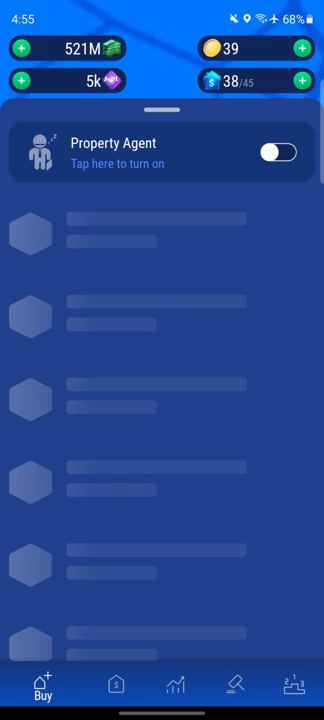 4:55
68%
521M
39
5k
38/45
Property Agent
Tap here to turn on
Buy